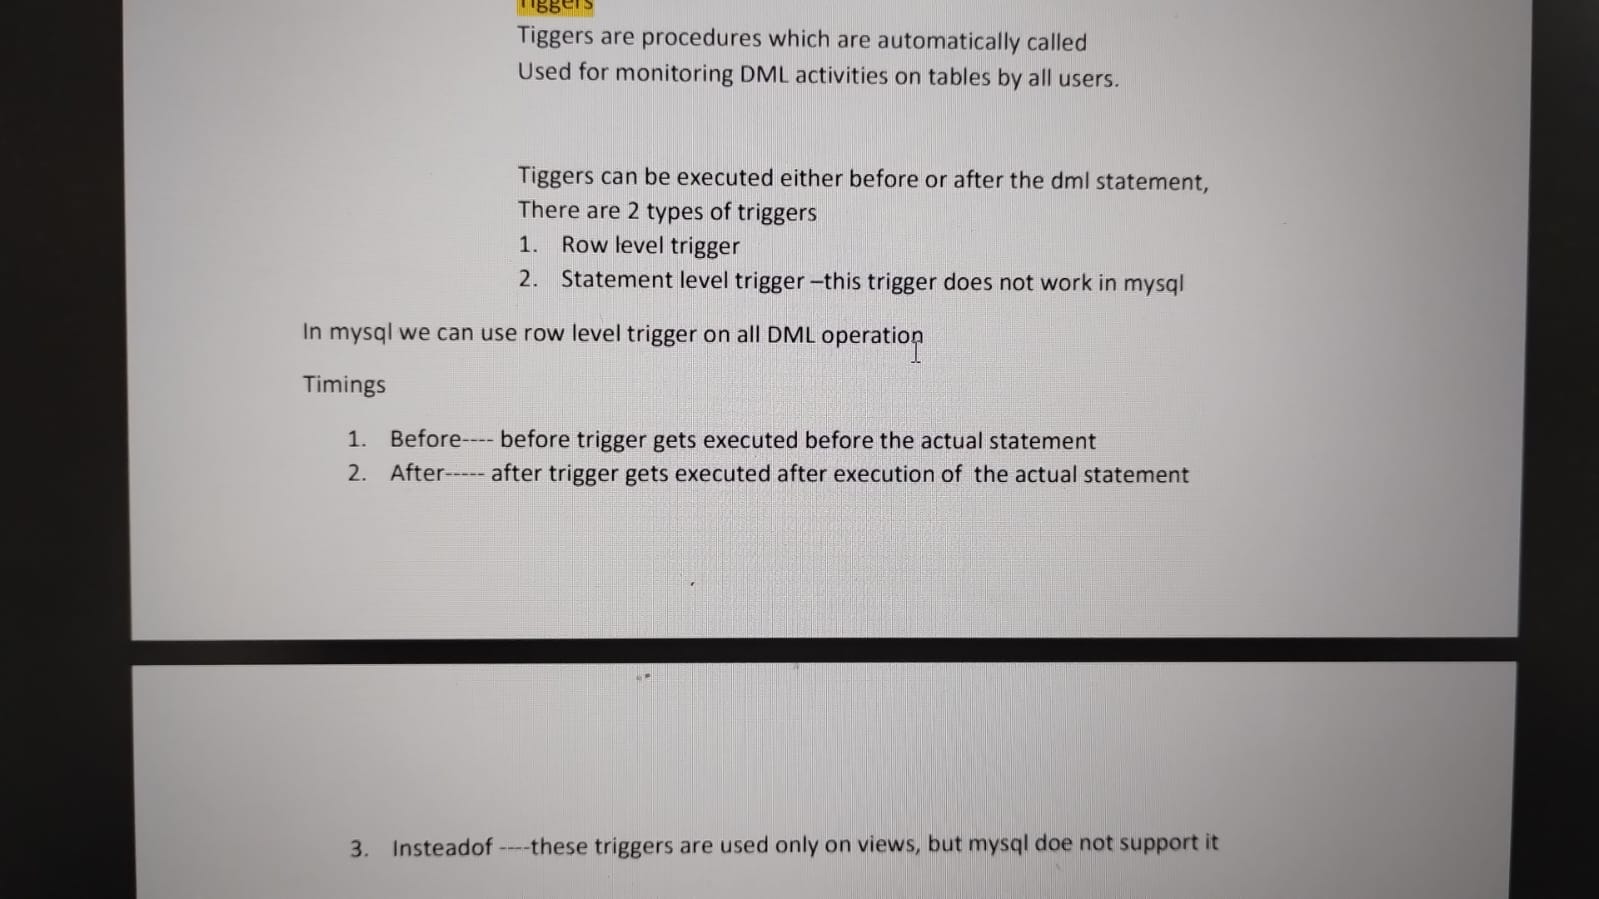 Tiggers
Tiggers are procedures which are automatically called
Used for monitoring DML activities on tables by all users.
Tiggers can be executed either before or after the dml statement,
There are 2 types of triggers
1. Row level trigger
2. Statement level trigger –this trigger does not work in mysql
In mysql we can use row level trigger on all DML operation
Timings
1. Before---- before trigger gets executed before the actual statement
2. After----- after trigger gets executed after execution of the actual statement
3. Insteadof ----these triggers are used only on views, but mysql doe not support it